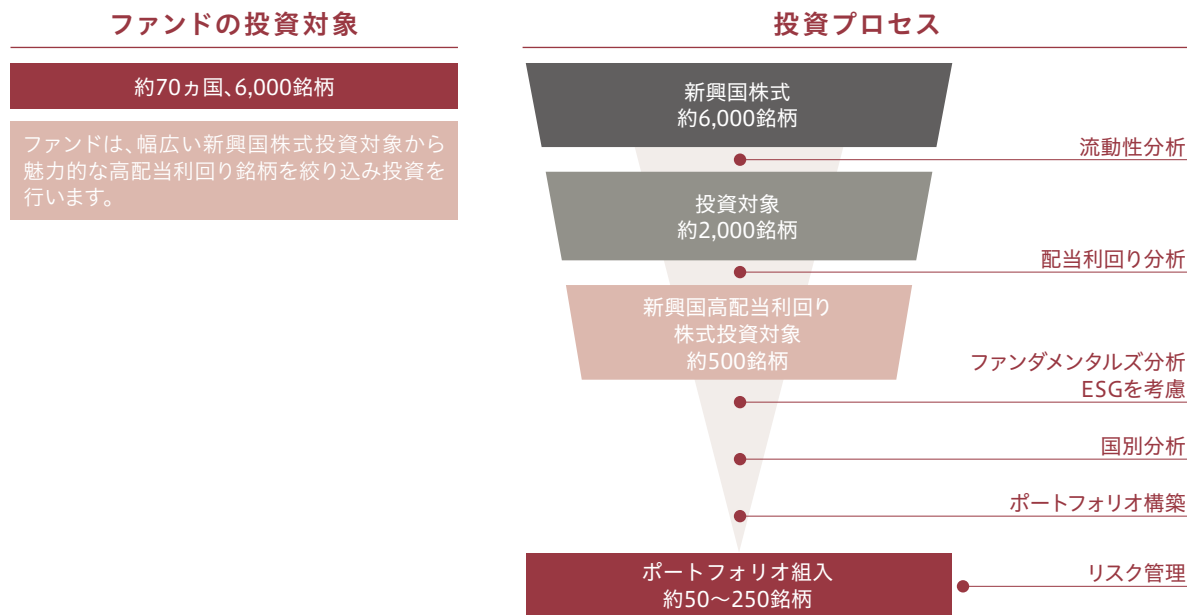 ファンドの投資対象
約70ヵ国、6,000銘柄
ファンドは、幅広い新興国株式投資対象から
魅力的な高配当利回り銘柄を絞り込み投資を
行います。
投資プロセス
新興国株式
約6,000銘柄
流動性分析
投資対象
約2,000銘柄
配当利回り分析
新興国高配当利回り
株式投資対象
約500銘柄
ファンダメンタルズ分析
ESGを考慮
国別分析
ポートフォリオ構築
ポートフォリオ組入
約50～250銘柄
リスク管理